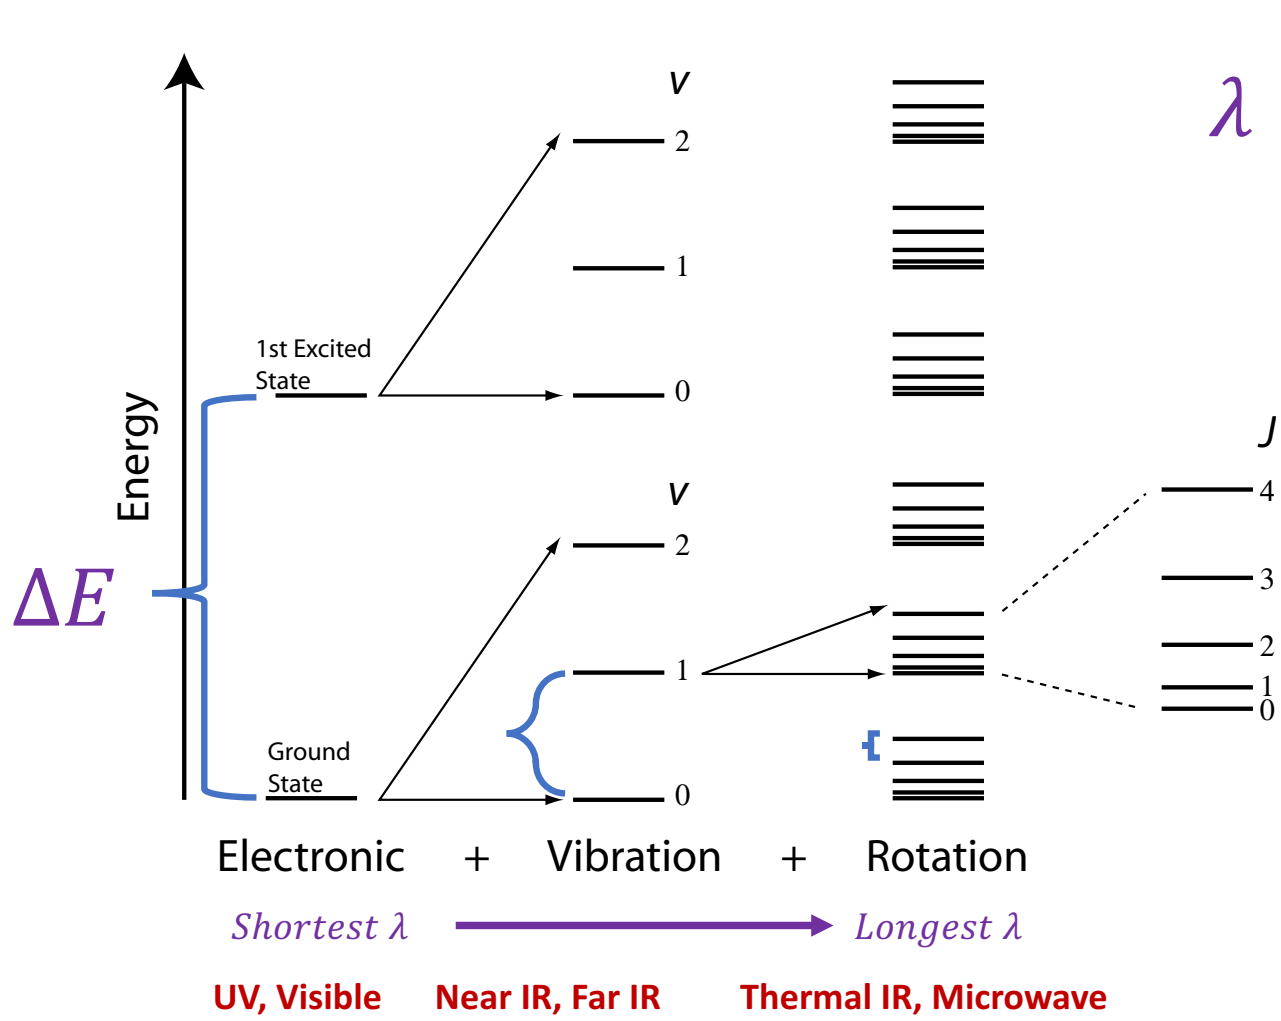 v
λ
2
1
1st Excited
State
0
Energy
J
v
4
2
ΔE
3
2
1
1
0
Ground
State
0
Electronic + Vibration + Rotation
Shortest λ Longest λ
UV, Visible Near IR, Far IR Thermal IR, Microwave